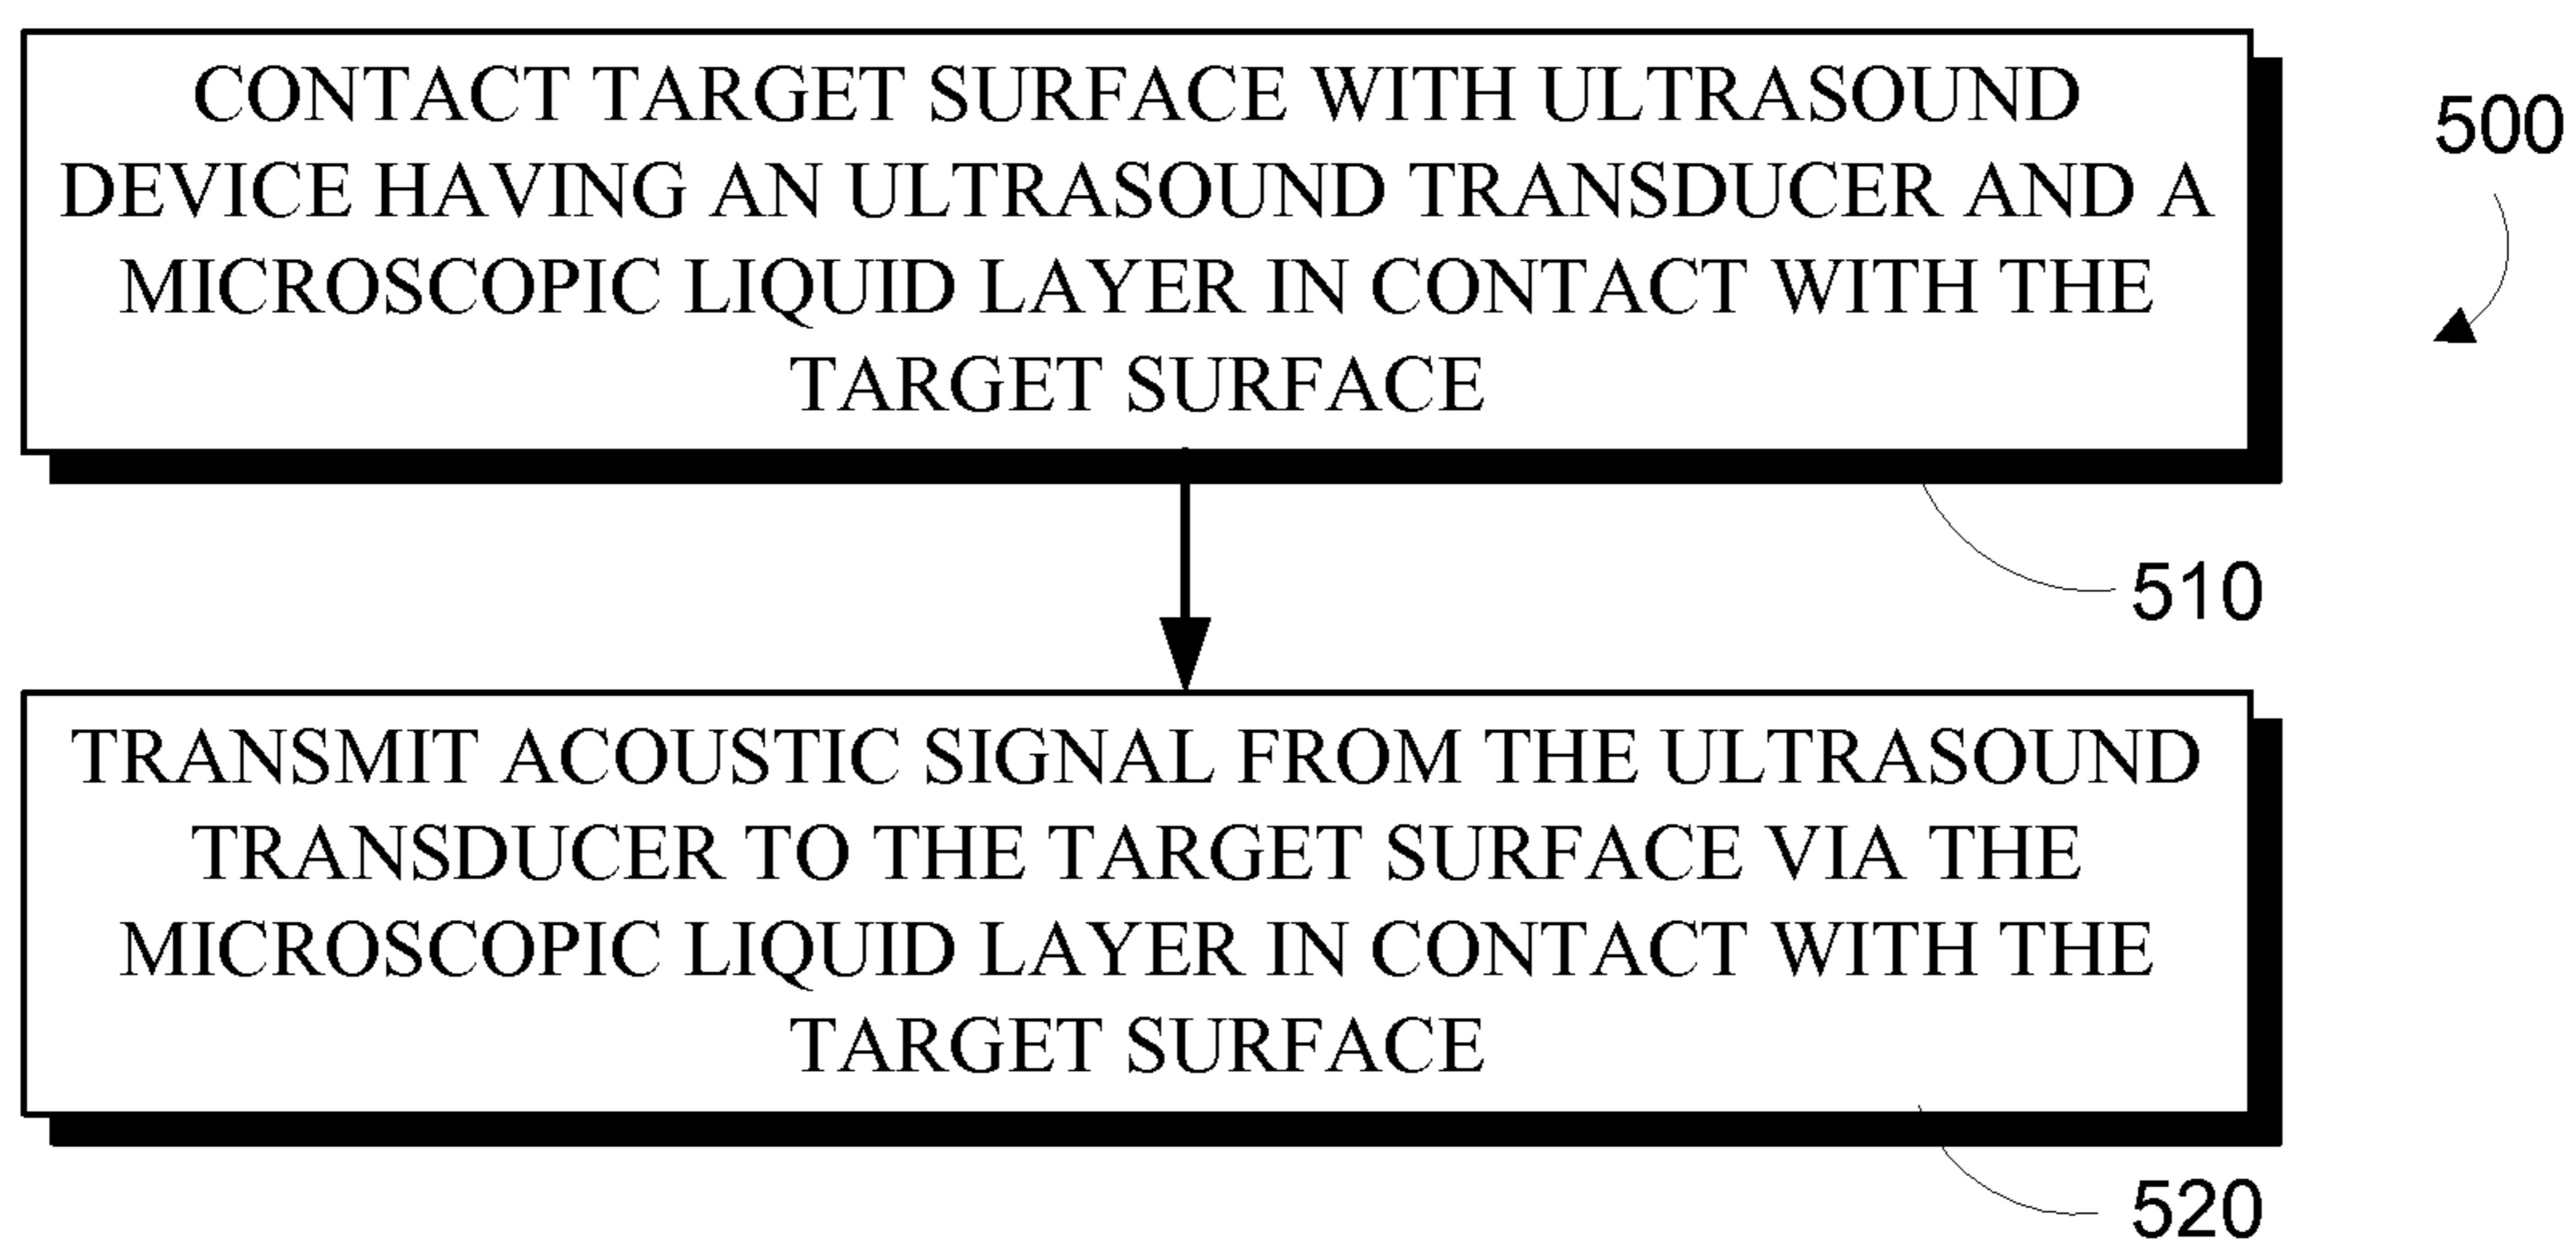 CONTACT TARGET SURFACE WITH ULTRASOUND
DEVICE HAVING AN ULTRASOUND TRANSDUCER AND A
MICROSCOPIC LIQUID LAYER IN CONTACT WITH THE
TARGET SURFACE
500
510
TRANSMIT ACOUSTIC SIGNAL FROM THE ULTRASOUND
TRANSDUCER TO THE TARGET SURFACE VIA THE
MICROSCOPIC LIQUID LAYER IN CONTACT WITH THE
TARGET SURFACE
520